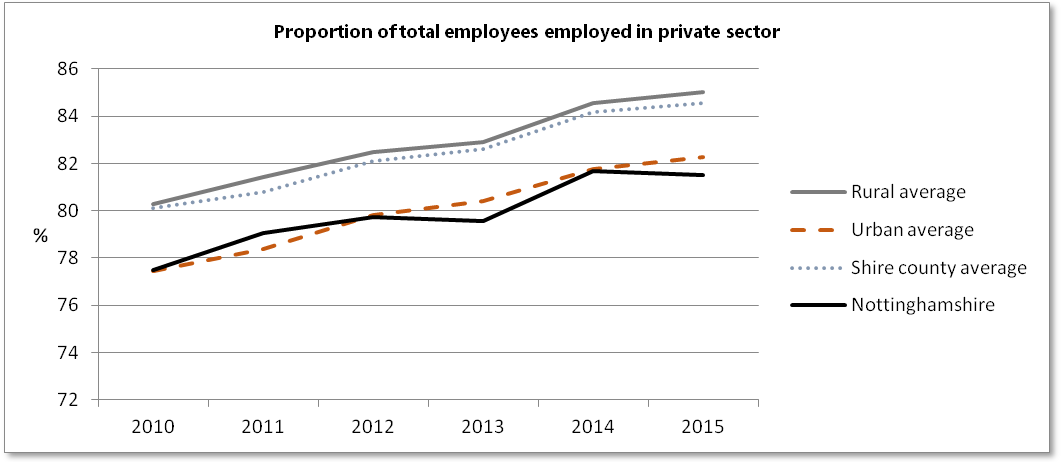 Proportion of total employees employed in private sector
86
84
82
80
78
76
74
72
%
2010 2011 2012 2013 2014 2015
Rural average
Urban average
Shire county average
Nottinghamshire